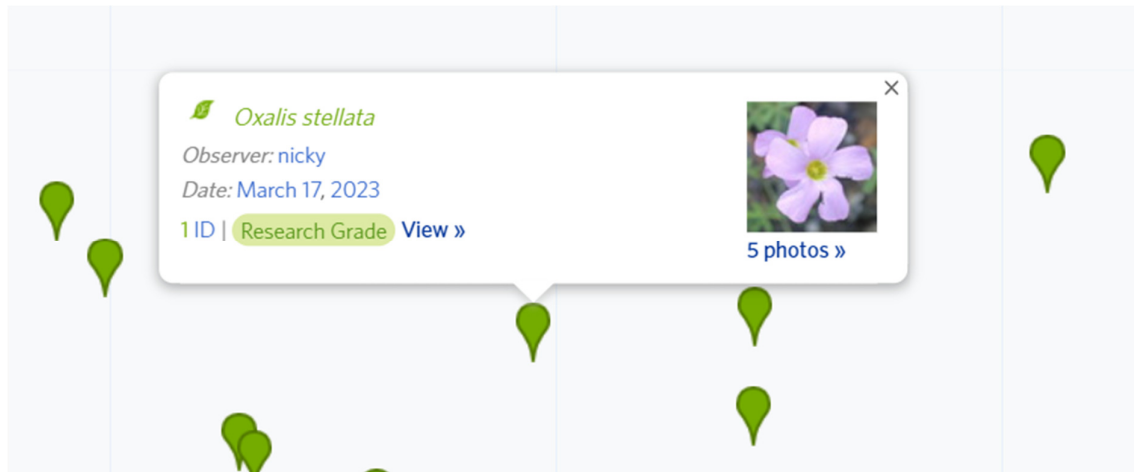 Oxalis stellata
Observer: nicky
Date: March 17, 2023
1 ID | Research Grade View »
5 photos »